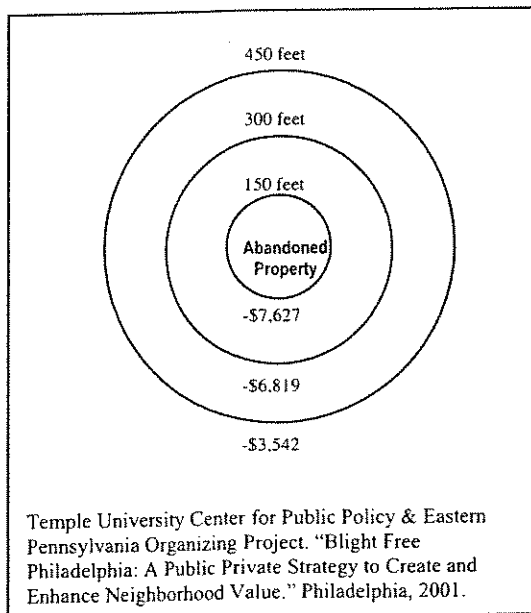 450 feet
300 feet
150 feet
Abandoned
Property
-$7,627
-$6,819
-$3,542
Temple University Center for Public Policy & Eastern
Pennsylvania Organizing Project. “Blight Free
Philadelphia: A Public Private Strategy to Create and
Enhance Neighborhood Value.” Philadelphia, 2001.